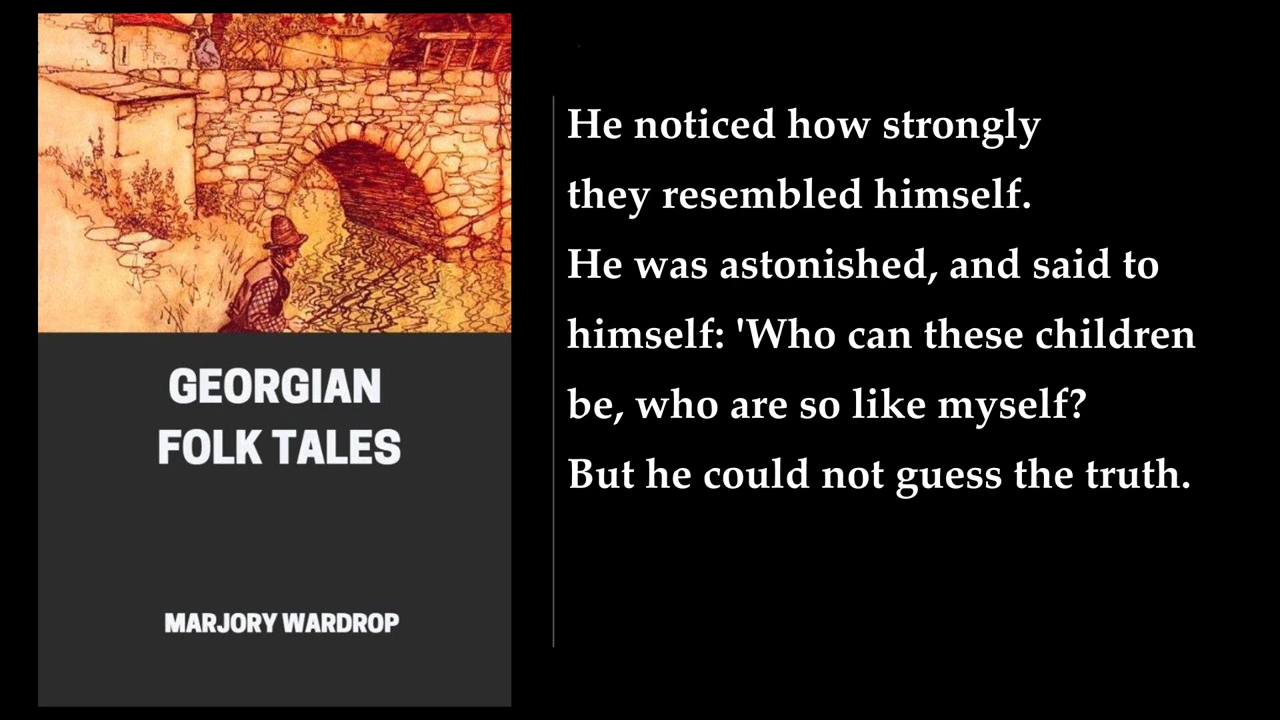 GEORGIAN
FOLK TALES
MARJORY WARDROP
He noticed how strongly
they resembled himself.
He was astonished, and said to
himself: 'Who can these children
be, who are so like myself?
But he could not guess the truth.